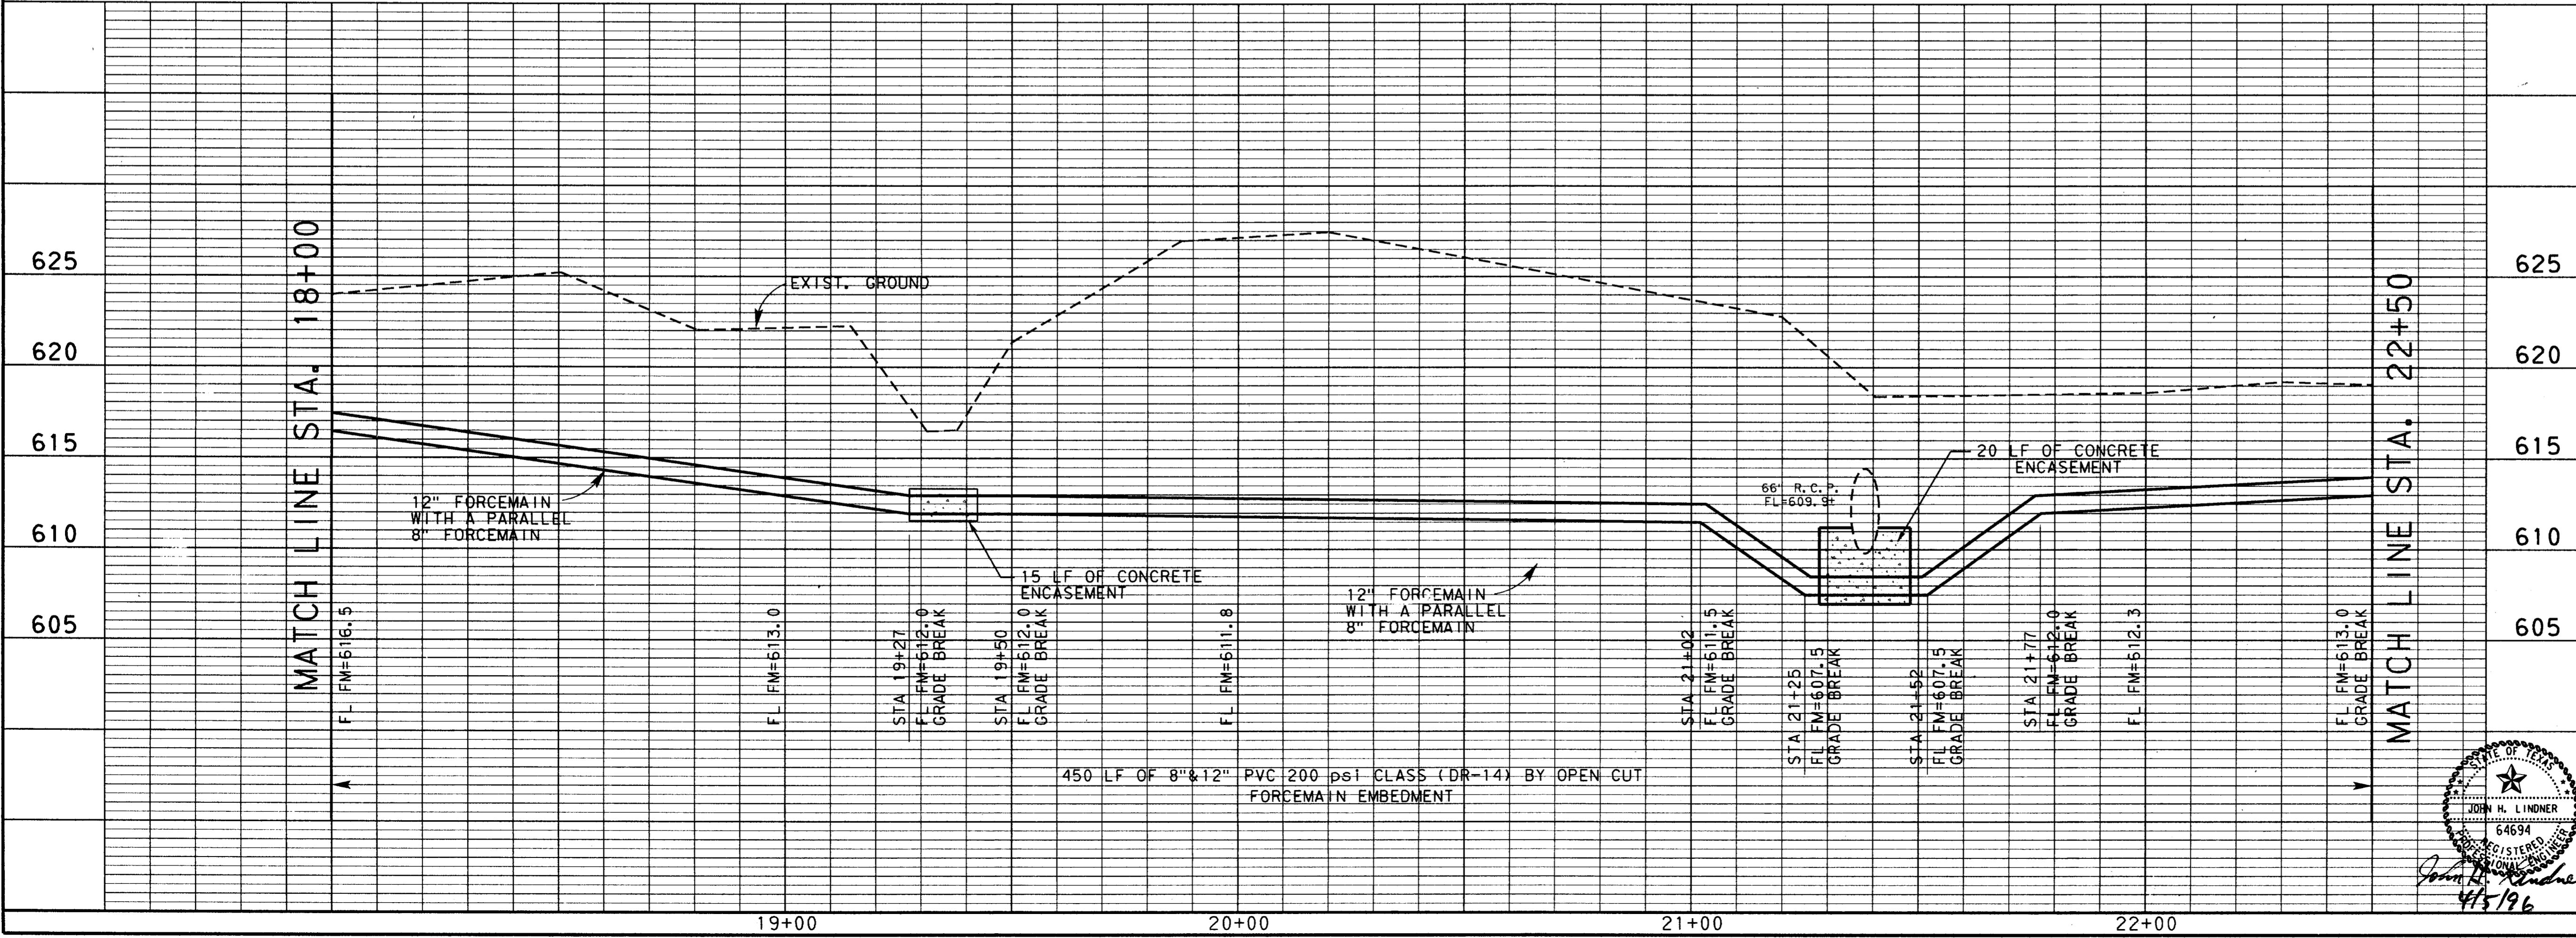 625
620
615
610
605
MATCH LINE STA. 18+00
EXIST. GROUND
12" FORCEMAIN
WITH A PARALLEL
8" FORCEMAIN
15 LF OF CONCRETE
ENCASEMENT
12" FORCEMAIN
WITH A PARALLEL
8" FORCEMAIN
66" R.C.P.
FL=609.9±
20 LF OF CONCRETE
ENCASEMENT
FL FM=616.5
FL FM=613.0
STA 19+27
FL FM=612.0
GRADE BREAK
STA 19+50
FL FM=612.0
GRADE BREAK
FL FM=611.8
STA 21+02
FL FM=611.5
GRADE BREAK
STA 21+25
FL FM=607.5
GRADE BREAK
STA 21+52
FL FM=607.5
GRADE BREAK
STA 21+77
FL FM=612.0
GRADE BREAK
FL FM=612.3
FL FM=613.0
GRADE BREAK
MATCH LINE STA. 22+50
625
620
615
610
605
450 LF OF 8"&12" PVC 200 psi CLASS (DR-14) BY OPEN CUT
FORCEMAIN EMBEDMENT
STATE OF TEXAS
JOHN H. LINDNER
64694
REGISTERED
PROFESSIONAL ENGINEER
John H. Lindner
4/5/96
19+00
20+00
21+00
22+00